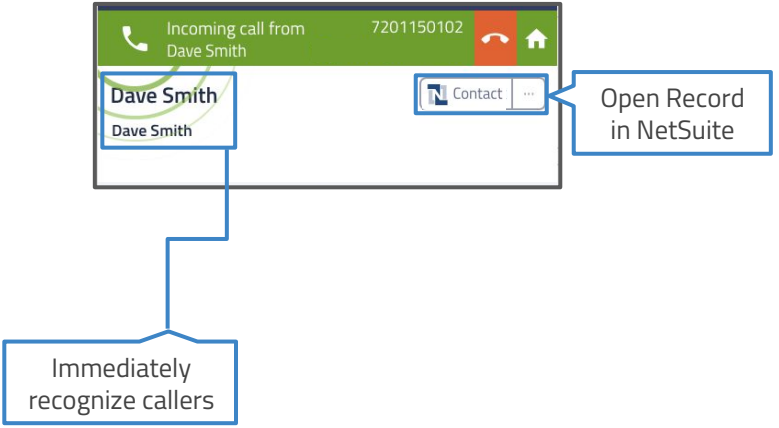 Incoming call from
Dave Smith
7201150102
Dave Smith
Dave Smith
N Contact ...
Open Record
in NetSuite
Immediately
recognize callers